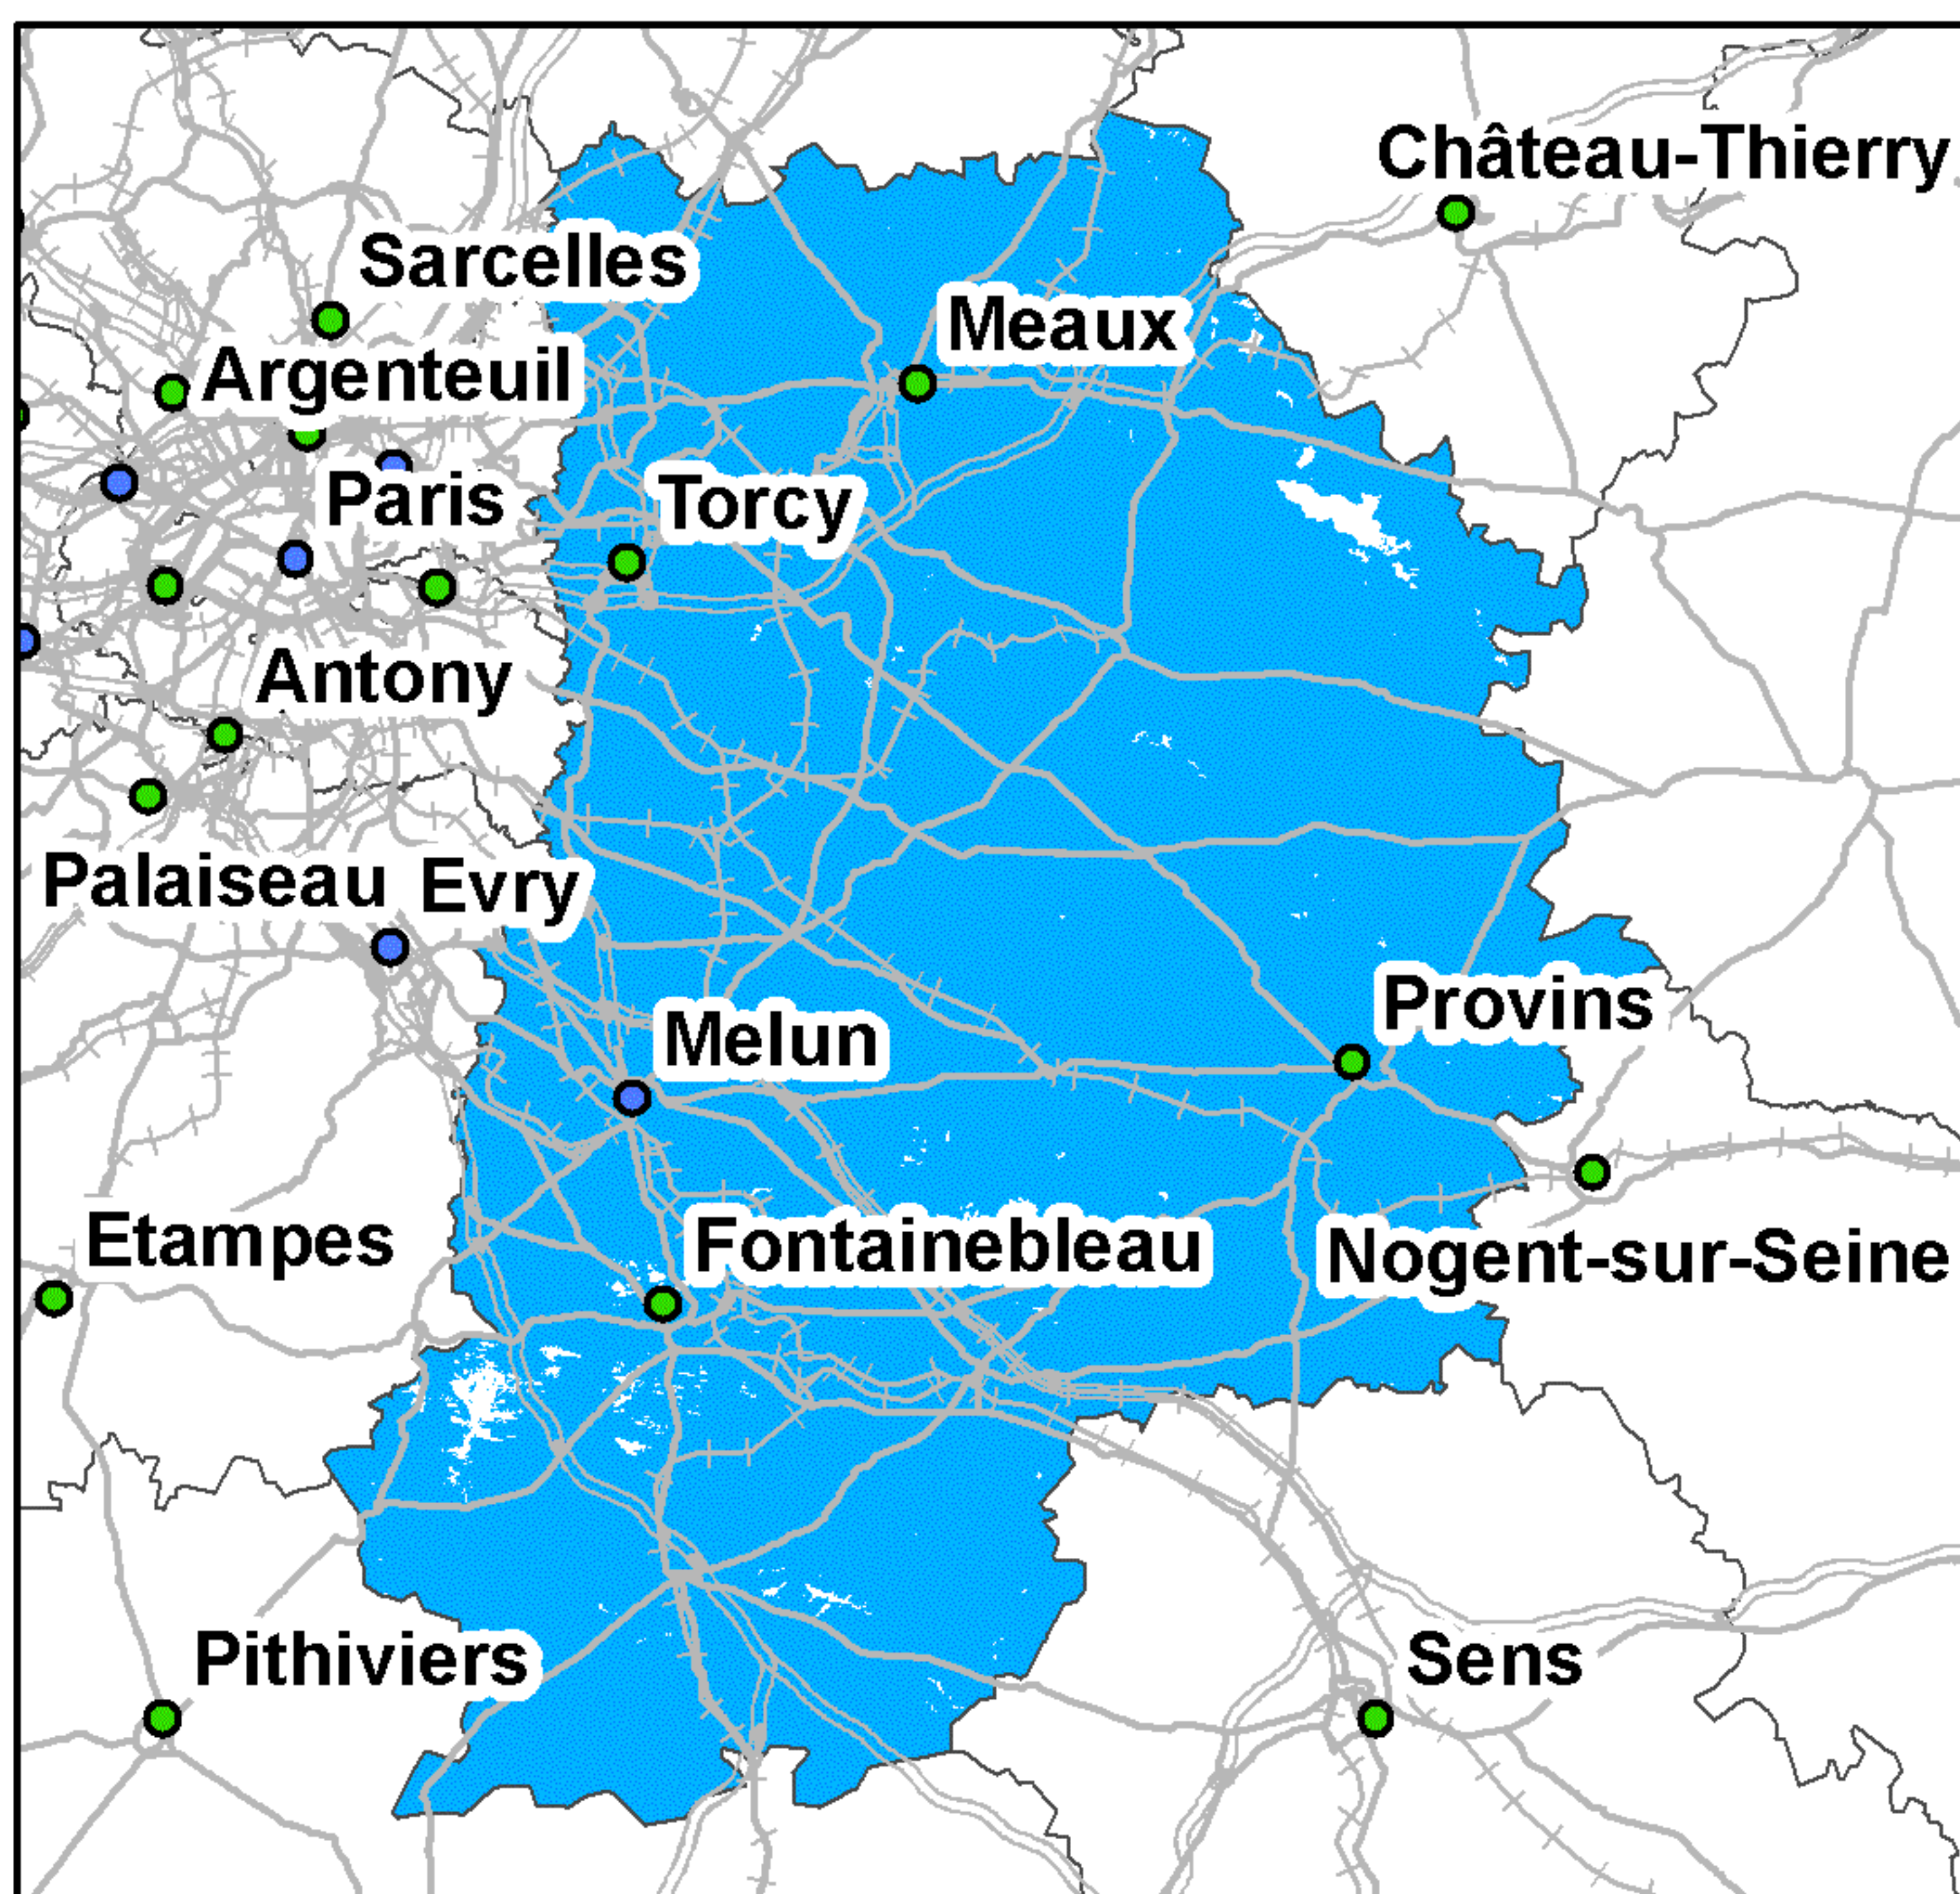 Château-Thierry
Sarcelles
Meaux
Argenteuil
Paris
Torcy
Antony
Palaiseau
Evry
Provins
Melun
Etampes
Fontainebleau
Nogent-sur-Seine
Pithiviers
Sens